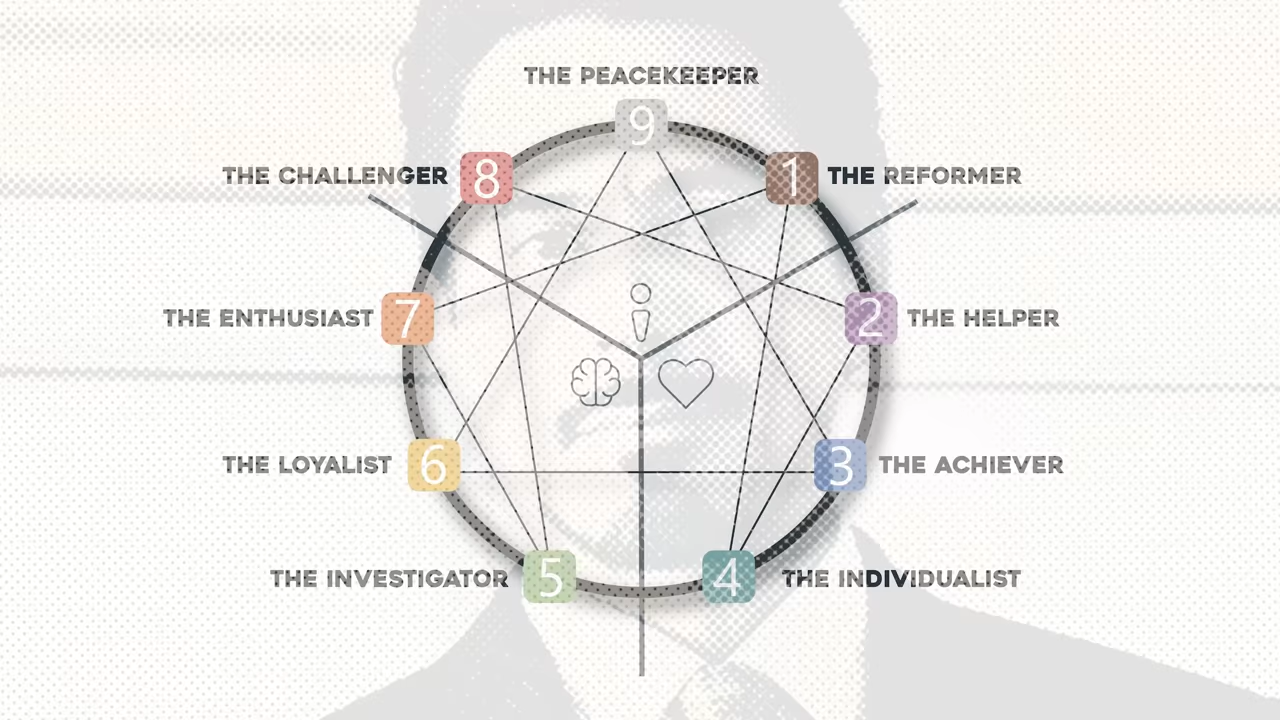 THE PEACEKEEPER
9
THE CHALLENGER 8
1 THE REFORMER
THE ENTHUSIAST 7
2 THE HELPER
THE LOYALIST 6
3 THE ACHIEVER
THE INVESTIGATOR 5
4 THE INDIVIDUALIST